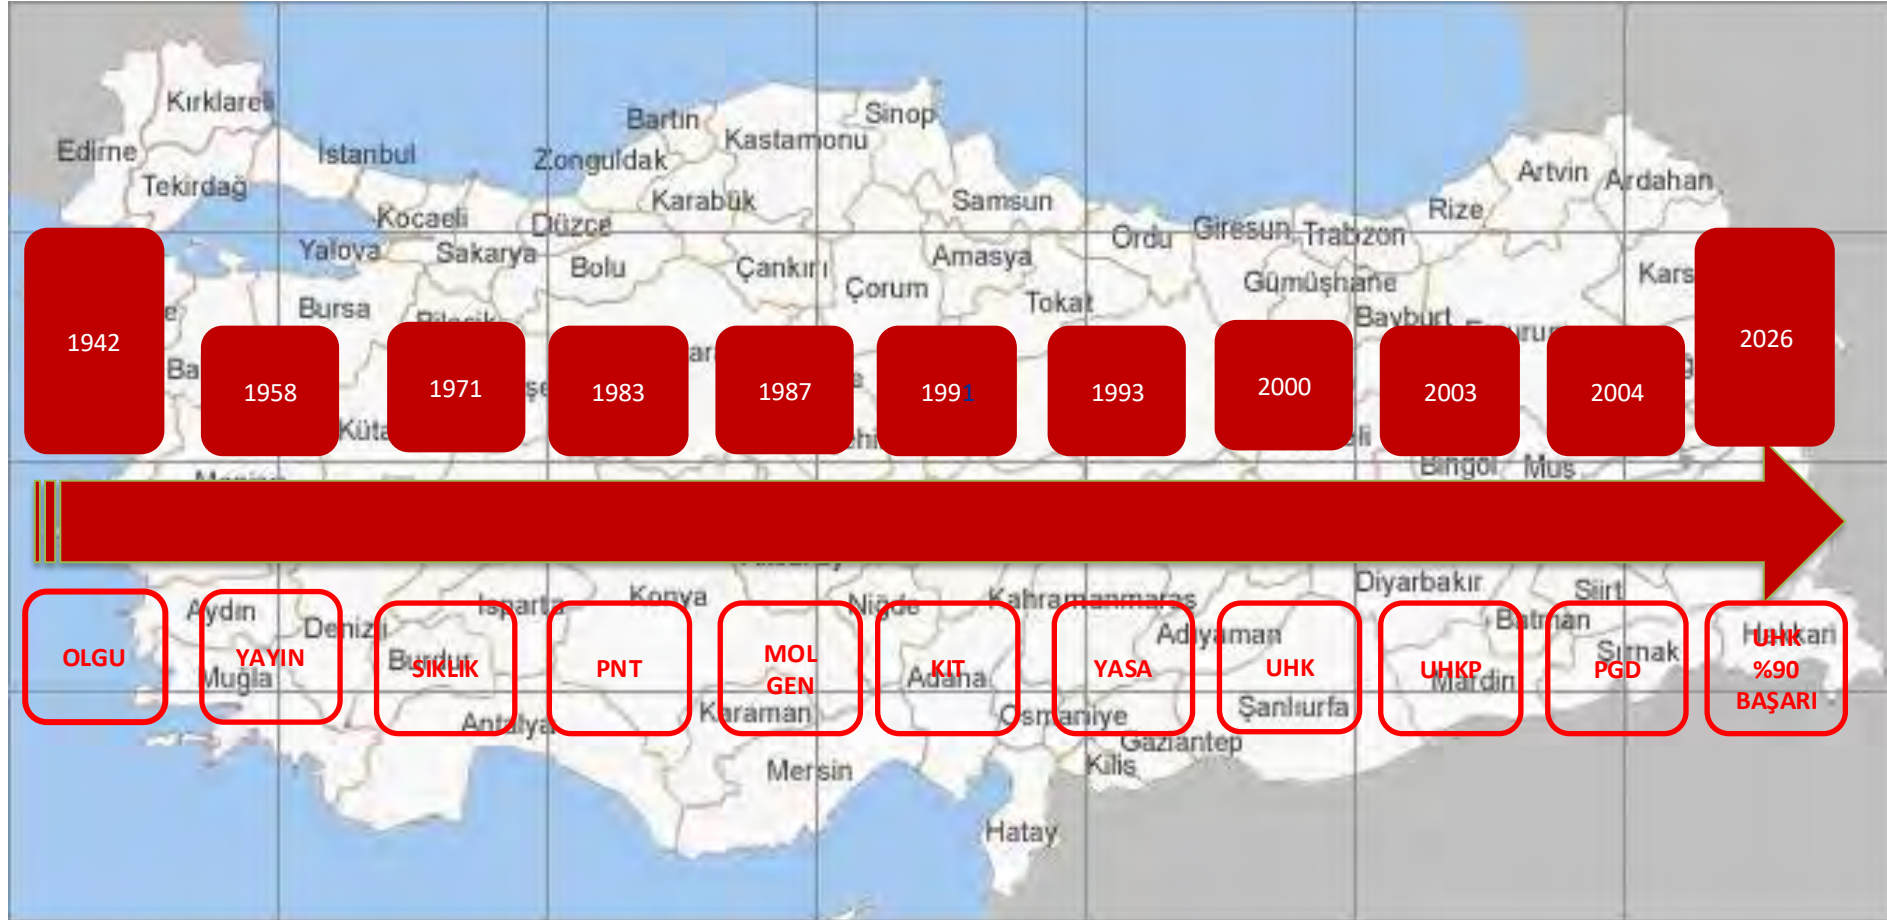 Kırklareli
Edirne
Tekirdağ
İstanbul
Kocaeli
Yalova
Sakarya
Düzce
Zonguldak
Bartın
Karabük
Kastamonu
Sinop
Samsun
Bolu
Çankırı
Çorum
Amasya
Tokat
Ordu
Giresun
Trabzon
Rize
Artvin
Ardahan
Gümüşhane
Bayburt
Kars
Bursa
1942
1958
1971
1983
1987
1991
1993
2000
2003
2004
2026
Bingöl
Muş
Aydın
Denizli
Isparta
Konya
Niğde
Kahramanmaraş
Adıyaman
Diyarbakır
Batman
Siirt
Şırnak
Hakkari
Muğla
Burdur
Antalya
Karaman
Mersin
Adana
Osmaniye
Gaziantep
Kilis
Şanlıurfa
Mardin
Hatay
OLGU
YAYIN
SIKLIK
PNT
MOL
GEN
KIT
YASA
UHK
UHKP
PGD
UHK
%90
BAŞARI